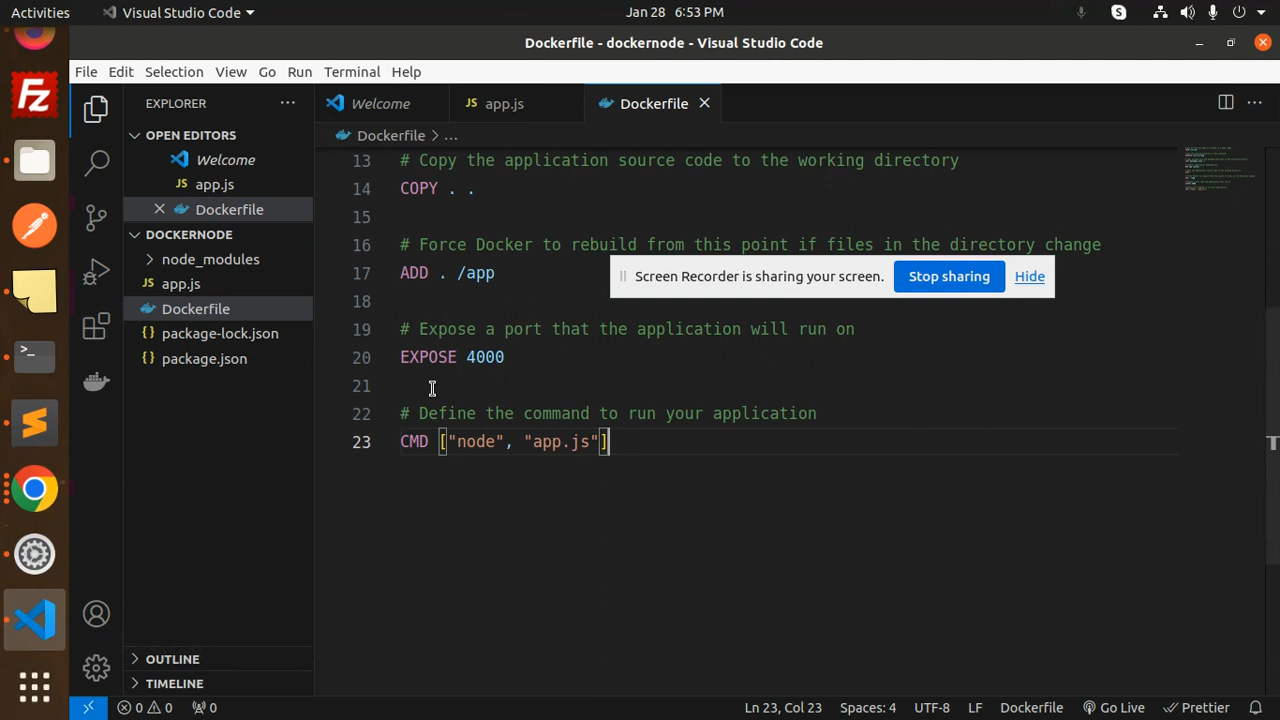 Activities
Visual Studio Code
Jan 28 6:53 PM
Dockerfile - dockernode - Visual Studio Code
File Edit Selection View Go Run Terminal Help
EXPLORER
Welcome
JS app.js
Dockerfile
OPEN EDITORS
Welcome
JS app.js
Dockerfile
DOCKERNODE
node_modules
JS app.js
Dockerfile
{} package-lock.json
{} package.json
OUTLINE
TIMELINE
Dockerfile > ...
13 # Copy the application source code to the working directory
14 COPY . .
15
16 # Force Docker to rebuild from this point if files in the directory change
17 ADD . /app
18
19 # Expose a port that the application will run on
20 EXPOSE 4000
21
22 # Define the command to run your application
23 CMD ["node", "app.js"]
Screen Recorder is sharing your screen.
Stop sharing
Hide
0 0 0
Ln 23, Col 23 Spaces: 4 UTF-8 LF Dockerfile Go Live Prettier